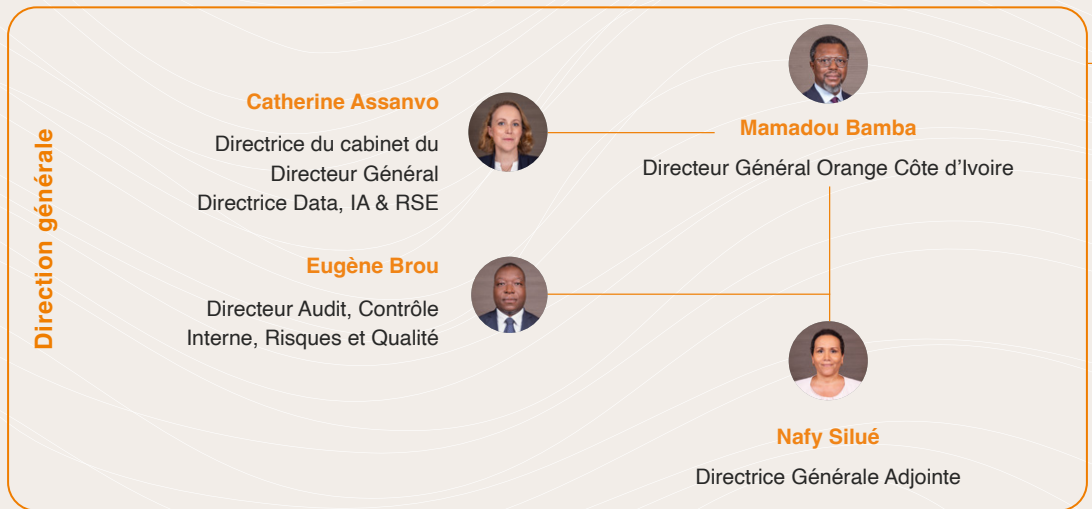 Direction générale
Catherine Assanvo
Directrice du cabinet du
Directeur Général
Directrice Data, IA & RSE
Mamadou Bamba
Directeur Général Orange Côte d’Ivoire
Eugène Brou
Directeur Audit, Contrôle
Interne, Risques et Qualité
Nafy Silué
Directrice Générale Adjointe